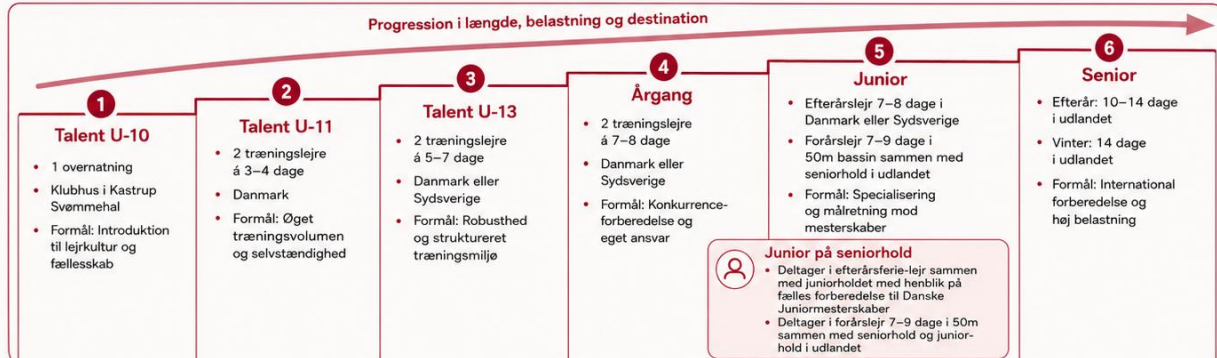 Progression i længde, belastning og destination
1
Talent U-10
• 1 overnatning
• Klubhus i Kastrup
Svømmehal
• Formål: Introduktion
til lejrkultur og
fællesskab
2
Talent U-11
• 2 træningslejre
á 3–4 dage
• Danmark
• Formål: Øget
træningsvolumen
og selvstændighed
3
Talent U-13
• 2 træningslejre
á 5–7 dage
• Danmark eller
Sydsverige
• Formål: Robusthed
og struktureret
træningsmiljø
4
Årgang
• 2 træningslejre
á 7–8 dage
• Danmark eller
Sydsverige
• Formål: Konkurrence-
forberedelse og
eget ansvar
5
Junior
• Efterårslejr 7–8 dage i
Danmark eller Sydsverige
• Forårslejr 7–9 dage i
50m bassin sammen med
seniorhold i udlandet
• Formål: Specialisering
og målretning mod
mesterskaber
Junior på seniorhold
• Deltager i efterårsferie-lejr sammen
med juniorholdet med henblik på
fælles forberedelse til Danske
Juniormesterskaber
• Deltager i forårslejr 7–9 dage i 50m
sammen med seniorhold og junior-
hold i udlandet
6
Senior
• Efterår: 10–14 dage
i udlandet
• Vinter: 14 dage
i udlandet
• Formål: International
forberedelse og
høj belastning